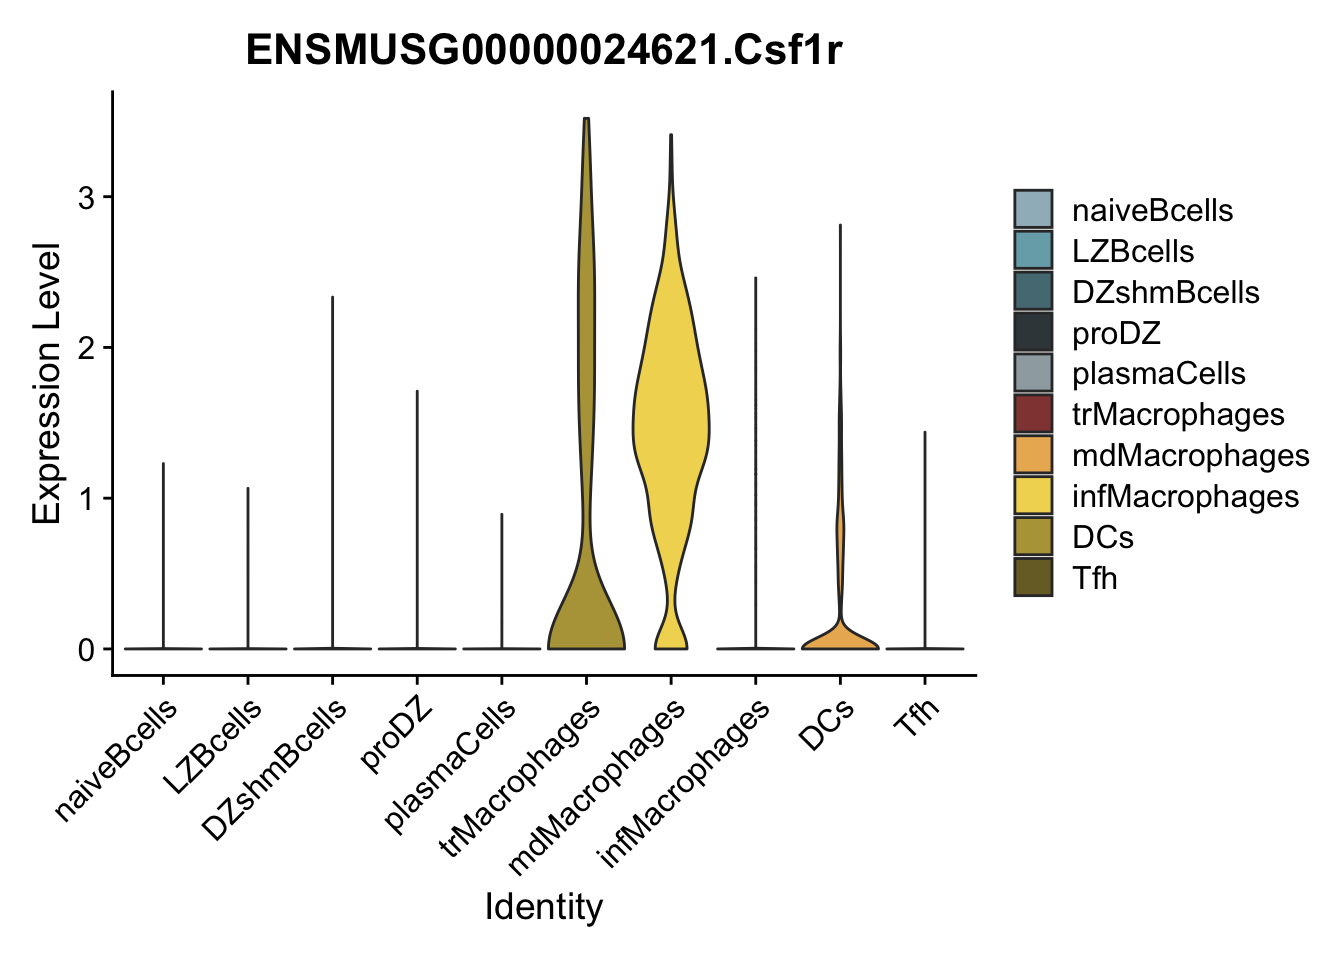 ENSMUSG00000024621.Csf1r
Expression Level
3
2
1
0
naiveBcells
LZBcells
DZshmBcells
proDZ
plasmaCells
trMacrophages
mdMacrophages
infMacrophages
DCs
Tfh
Identity
naiveBcells
LZBcells
DZshmBcells
proDZ
plasmaCells
trMacrophages
mdMacrophages
infMacrophages
DCs
Tfh